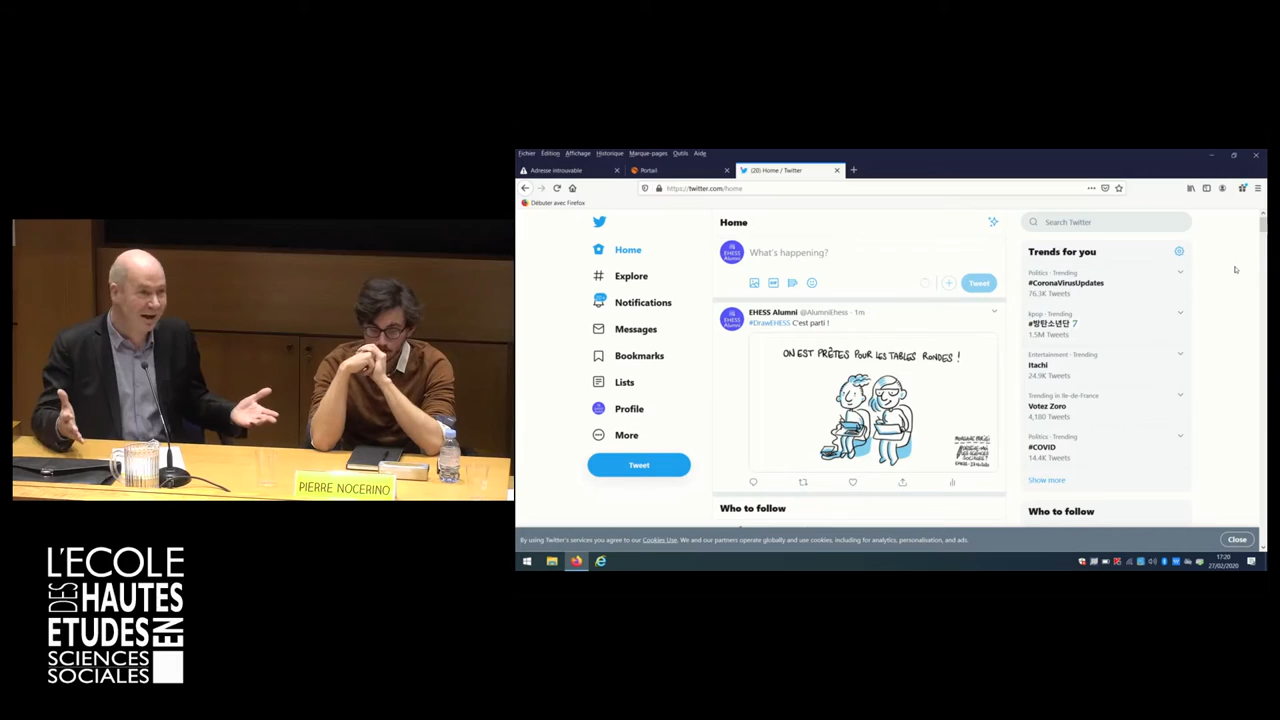 PIERRE NOCERINO
L'ECOLE
DES HAUTES
ETUDES EN
SCIENCES
SOCIALES
Fichier Édition Affichage Historique Marque-pages Outils Aide
Adresse introuvable
Portail
(20) Home / Twitter
https://twitter.com/home
Débuter avec Firefox
Home
Explore
Notifications
Messages
Bookmarks
Lists
Profile
More
Tweet
Home
EHESS
Alumni
What's happening?
GIF
Tweet
EHESS
Alumni
EHESS Alumni @AlumniEhess · 1m
#DrawEHESS C'est parti !
ON EST PRÊTES POUR LES TABLES RONDES !
Who to follow
Search Twitter
Trends for you
Politics · Trending
#CoronaVirusUpdates
76.3K Tweets
kpop · Trending
#방탄소년단
1.5M Tweets
Entertainment · Trending
Itachi
24.9K Tweets
Trending in Ile-de-France
Votez Zoro
4,180 Tweets
Politics · Trending
#COVID
14.4K Tweets
Show more
Who to follow
By using Twitter's services you agree to our Cookies Use. We and our partners operate globally and use cookies, including for analytics, personalisation, and ads.
Close
17:20
27/02/2020